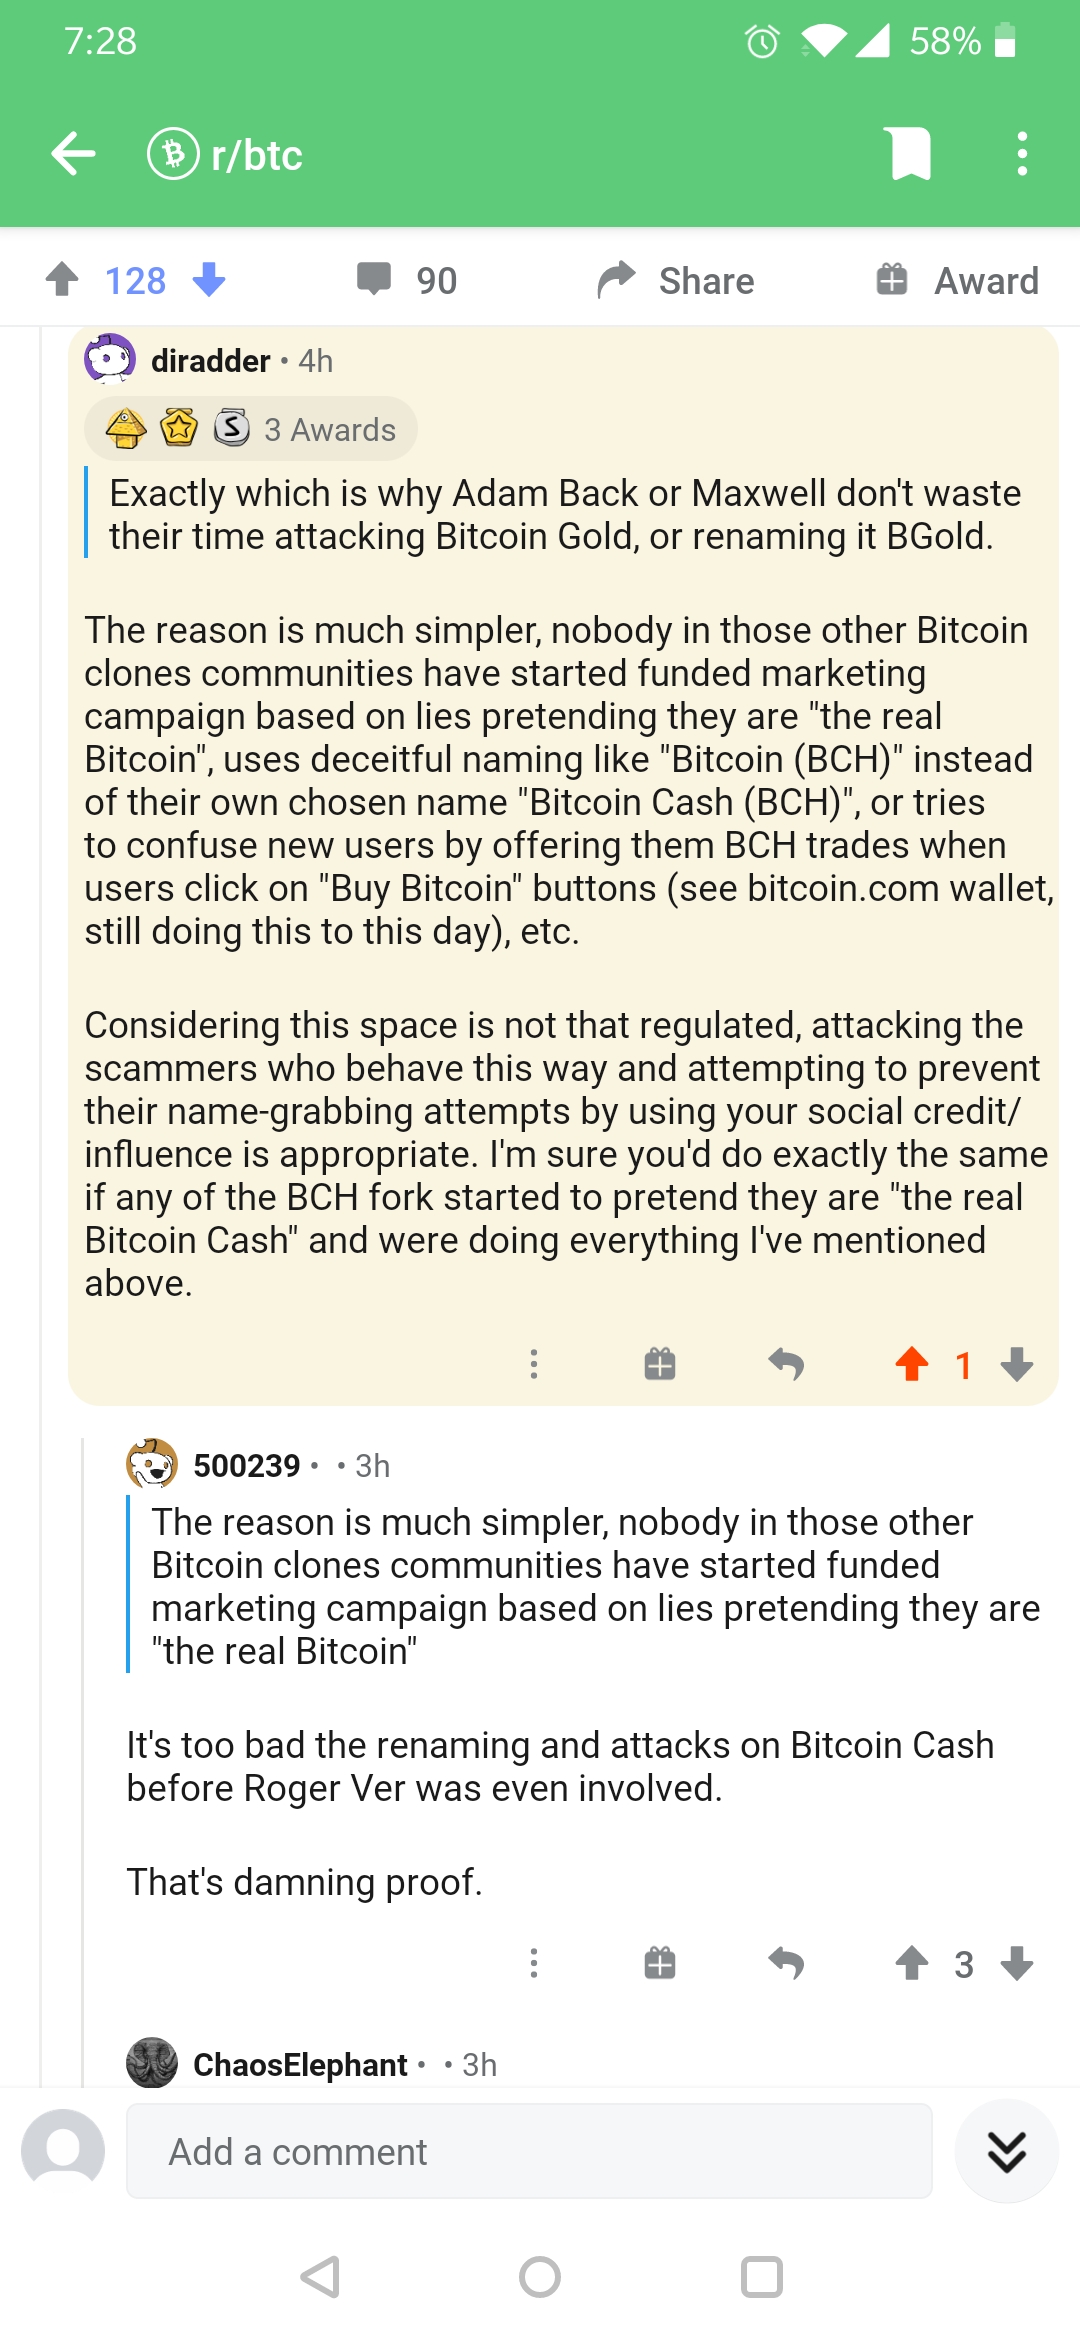 7:28
58%
r/btc
128
90
Share
Award
diradder • 4h
3 Awards
Exactly which is why Adam Back or Maxwell don't waste
their time attacking Bitcoin Gold, or renaming it BGold.
The reason is much simpler, nobody in those other Bitcoin
clones communities have started funded marketing
campaign based on lies pretending they are "the real
Bitcoin", uses deceitful naming like "Bitcoin (BCH)" instead
of their own chosen name "Bitcoin Cash (BCH)", or tries
to confuse new users by offering them BCH trades when
users click on "Buy Bitcoin" buttons (see bitcoin.com wallet,
still doing this to this day), etc.
Considering this space is not that regulated, attacking the
scammers who behave this way and attempting to prevent
their name-grabbing attempts by using your social credit/
influence is appropriate. I'm sure you'd do exactly the same
if any of the BCH fork started to pretend they are "the real
Bitcoin Cash" and were doing everything I've mentioned
above.
1
500239 • • 3h
The reason is much simpler, nobody in those other
Bitcoin clones communities have started funded
marketing campaign based on lies pretending they are
"the real Bitcoin"
It's too bad the renaming and attacks on Bitcoin Cash
before Roger Ver was even involved.
That's damning proof.
3
ChaosElephant • • 3h
Add a comment